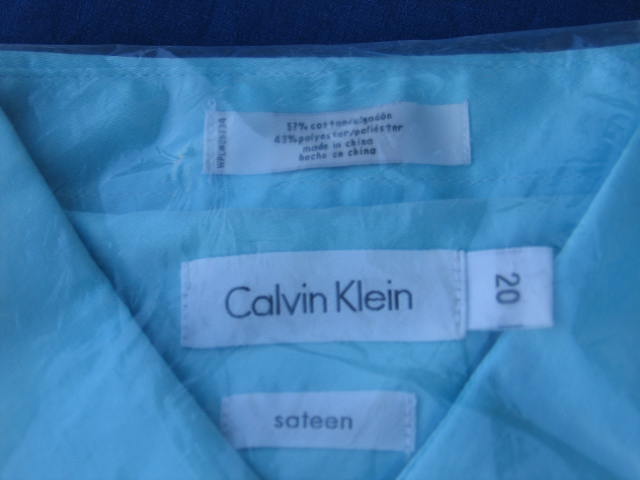 57% cotton/algodón
43% polyester/poliéster
made in china
hecho en china
Calvin Klein
20
sateen